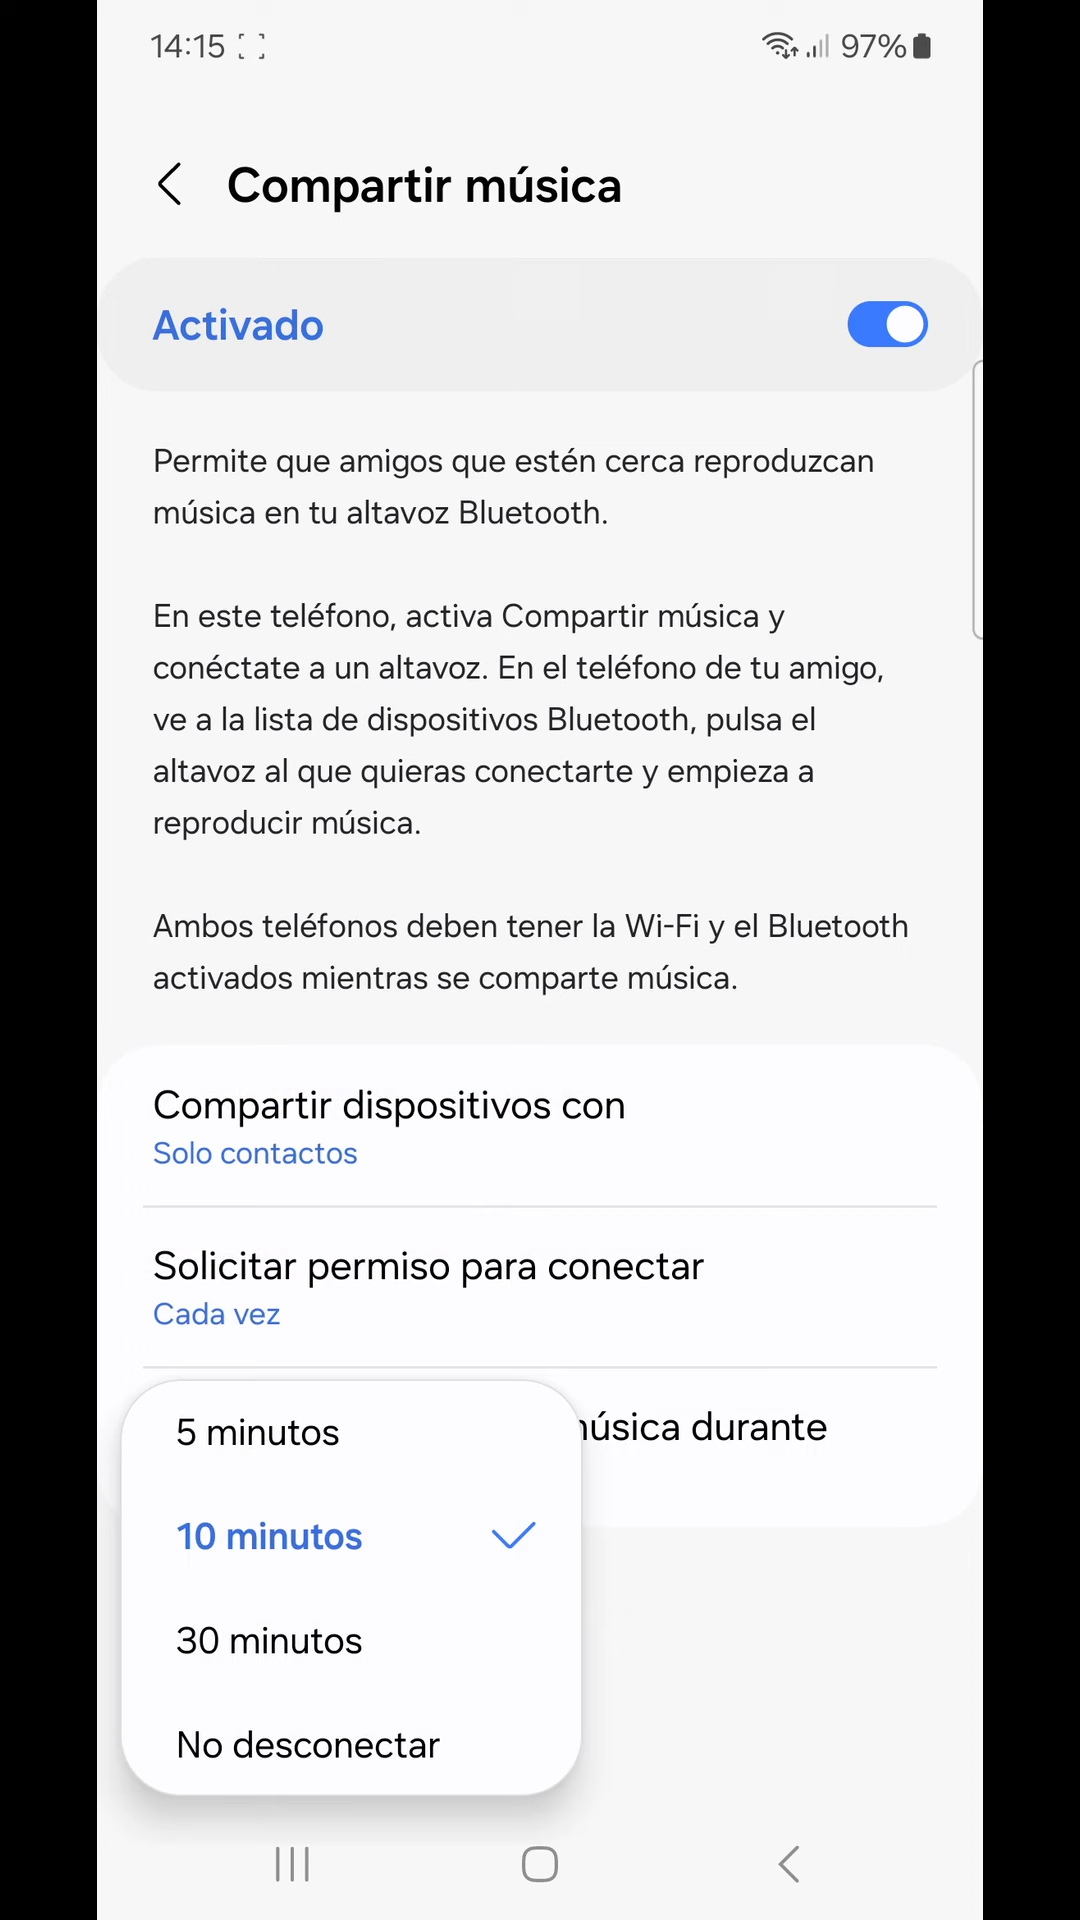 14:15
97%
Compartir música
Activado
Permite que amigos que estén cerca reproduzcan
música en tu altavoz Bluetooth.
En este teléfono, activa Compartir música y
conéctate a un altavoz. En el teléfono de tu amigo,
ve a la lista de dispositivos Bluetooth, pulsa el
altavoz al que quieras conectarte y empieza a
reproducir música.
Ambos teléfonos deben tener la Wi-Fi y el Bluetooth
activados mientras se comparte música.
Compartir dispositivos con
Solo contactos
Solicitar permiso para conectar
Cada vez
música durante
5 minutos
10 minutos
30 minutos
No desconectar